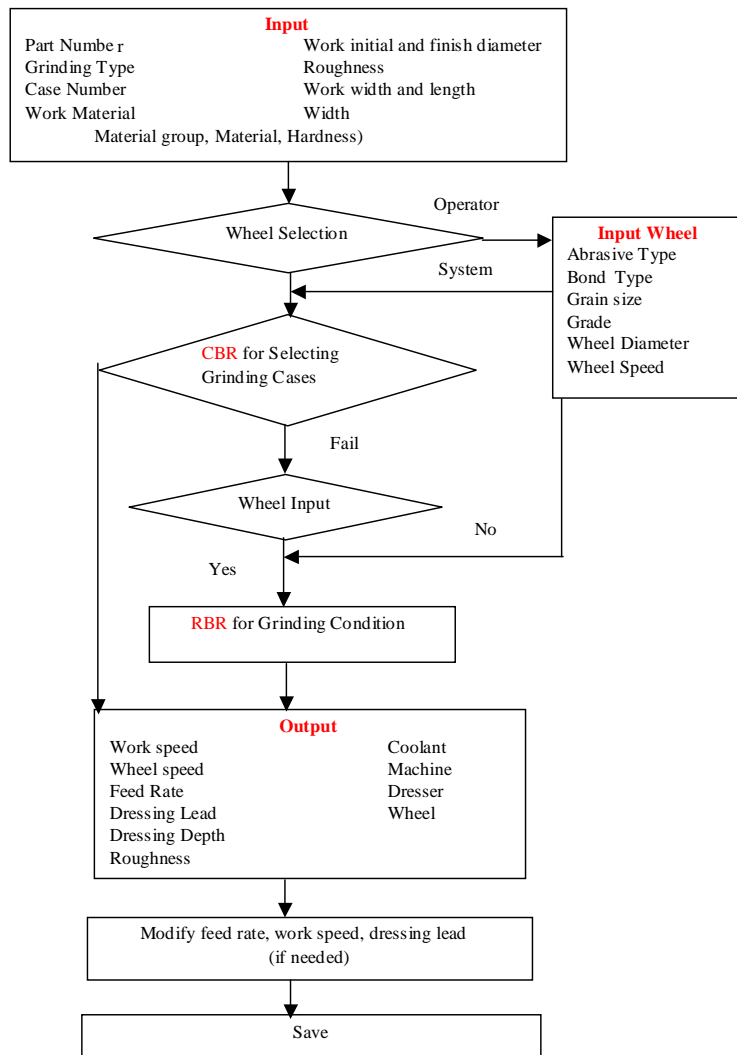 Input
Part Number Work initial and finish diameter
Grinding Type Roughness
Case Number Work width and length
Work Material Width
Material group, Material, Hardness)
Operator
Wheel Selection
Input Wheel
Abrasive Type
Bond Type
Grain size
Grade
Wheel Diameter
Wheel Speed
System
CBR for Selecting
Grinding Cases
Fail
Wheel Input
No
Yes
RBR for Grinding Condition
Output
Work speed Coolant
Wheel speed Machine
Feed Rate Dresser
Dressing Lead Wheel
Dressing Depth
Roughness
Modify feed rate, work speed, dressing lead
(if needed)
Save